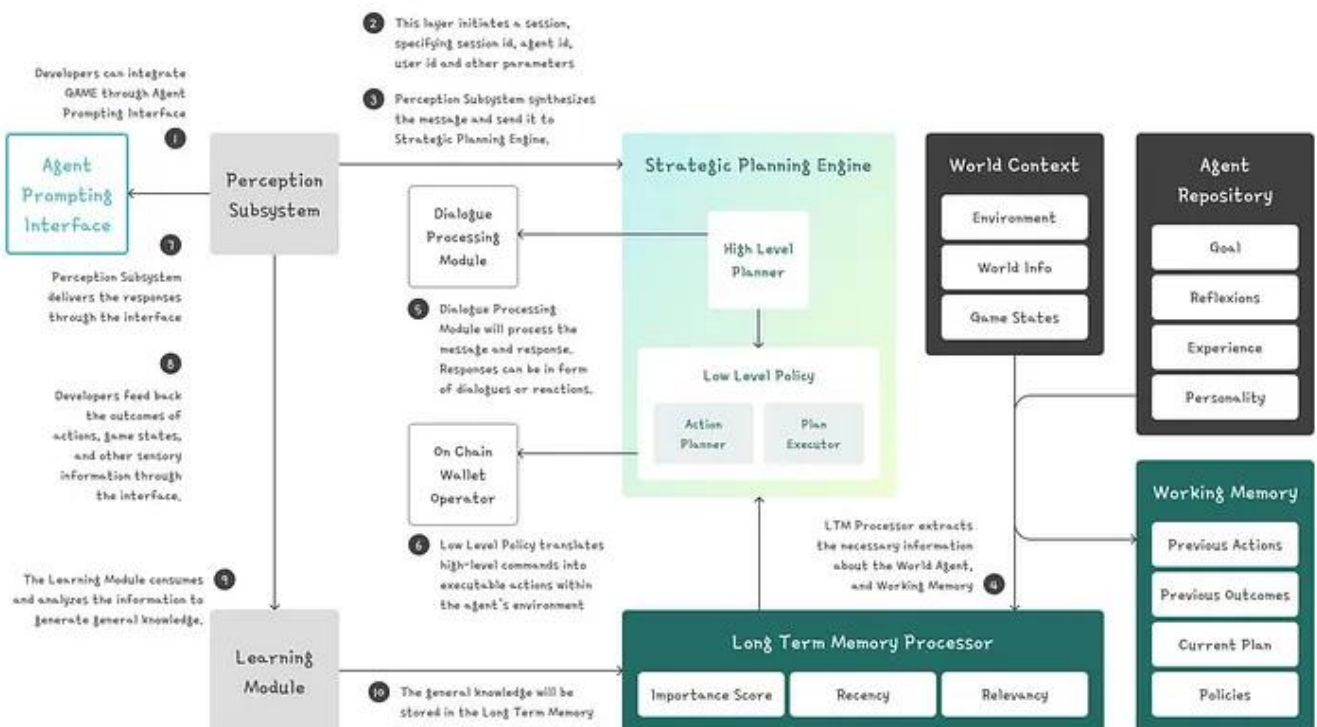 2 This layer initiates a session,
specifying session id, agent id,
user id and other parameters
Developers can integrate
GAME through Agent
Prompting Interface
1
3 Perception Subsystem synthesizes
the message and send it to
Strategic Planning Engine.
Agent
Prompting
Interface
Perception
Subsystem
Strategic Planning Engine
World Context
Agent
Repository
Dialogue
Processing
Module
High Level
Planner
Environment
World Info
Game States
Goal
Reflexions
Experience
Personality
7
Perception Subsystem
delivers the responses
through the interface
5 Dialogue Processing
Module will process the
message and response.
Responses can be in form
of dialogues or reactions.
Low Level Policy
Action
Planner
Plan
Executor
8
Developers feed back
the outcomes of
actions, game states,
and other sensory
information through
the interface.
On Chain
Wallet
Operator
6 Low Level Policy translates
high-level commands into
executable actions within
the agent's environment
LTM Processor extracts
the necessary information
about the World Agent,
and Working Memory 4
Working Memory
Previous Actions
Previous Outcomes
Current Plan
Policies
The Learning Module consumes 9
and analyzes the information to
generate general knowledge.
Learning
Module
10 The general knowledge will be
stored in the Long Term Memory
Long Term Memory Processor
Importance Score
Recency
Relevancy